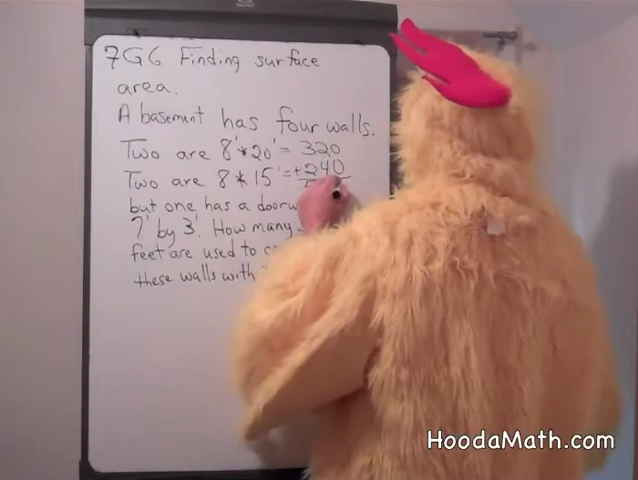 7G6 Finding surface
area.
A basement has four walls.
Two are 8' * 20' = 320
Two are 8 * 15' = +240
but one has a
7' by 3'. How many
feet are used to
these walls with
HoodaMath.com